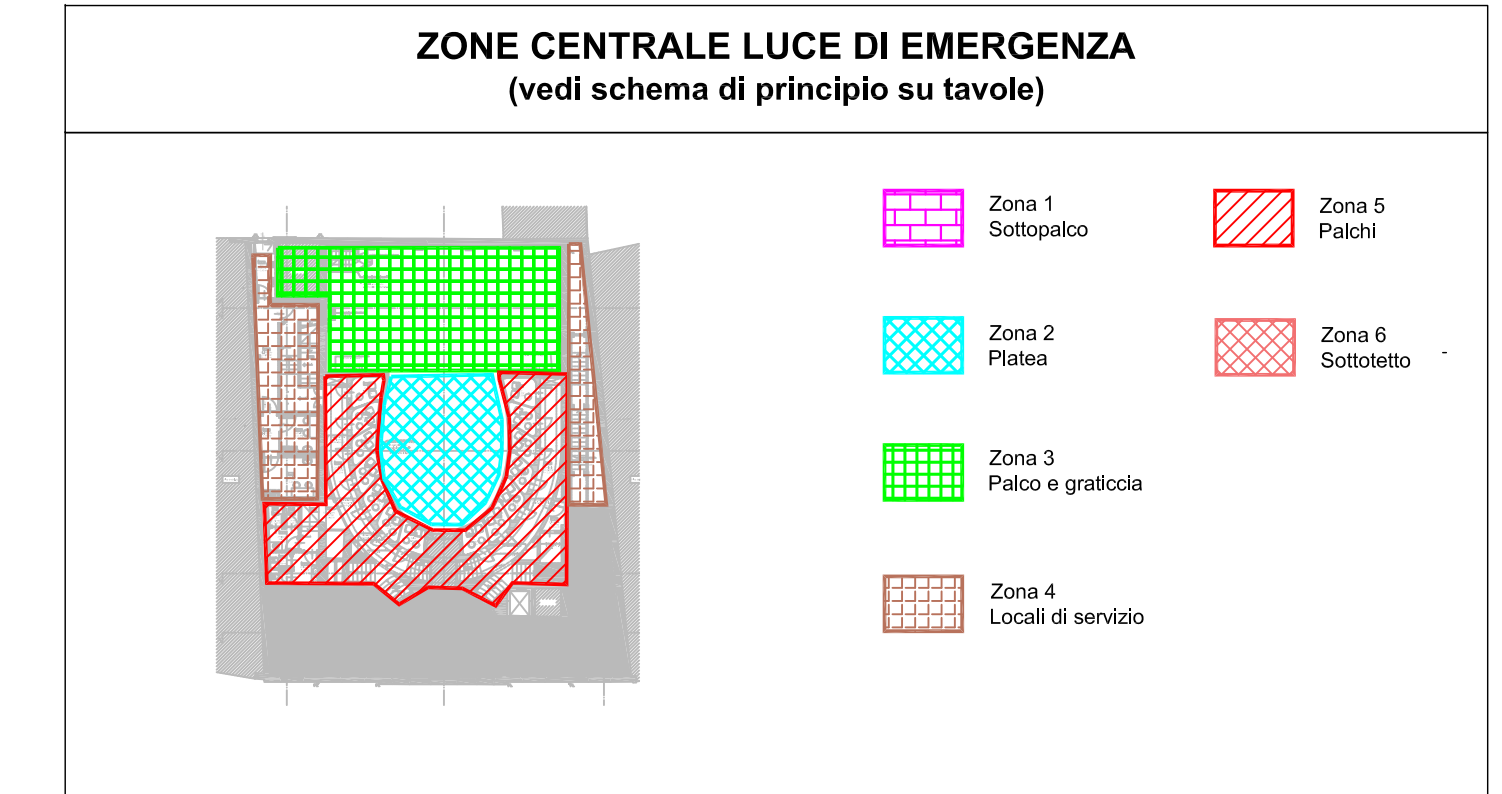 ZONE CENTRALE LUCE DI EMERGENZA
(vedi schema di principio su tavole)
Zona 1
Sottopalco
Zona 5
Palchi
Zona 2
Platea
Zona 6
Sottotetto -
Zona 3
Palco e graticcia
Zona 4
Locali di servizio